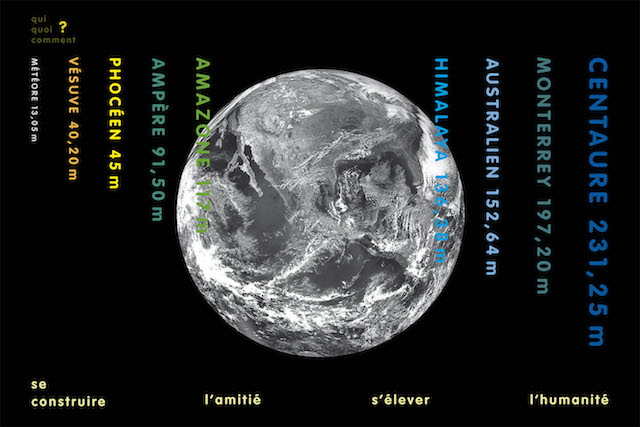 qui
quoi ?
comment
MÉTÉORE 13,05 m
VÉSUVE 40,20 m
PHOCÉEN 45 m
AMPÈRE 91,50 m
AMAZONE 117 m
HIMALAYA 136,38 m
AUSTRALIEN 152,64 m
MONTERREY 197,20 m
CENTAURE 231,25 m
se
construire
l'amitié
s'élever
l'humanité